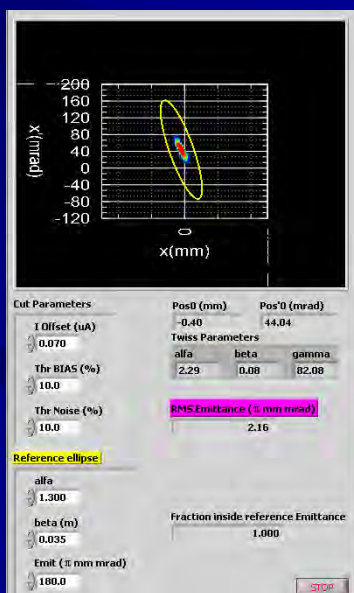 200
160
120
80
40
0
-40
-80
-120
x(mrad)
0
x(mm)
Cut Parameters
I Offset (uA)
0.070
Thr BIAS (%)
10.0
Thr Noise (%)
10.0
Pos0 (mm) Pos'0 (mrad)
-0.40 44.04
Twiss Parameters
alfa beta gamma
2.29 0.08 82.08
RMS Emittance (π mm mrad)
2.16
Reference ellipse
alfa
1.300
beta (m)
0.035
Emit (π mm mrad)
180.0
Fraction inside reference Emittance
1.000
STOP